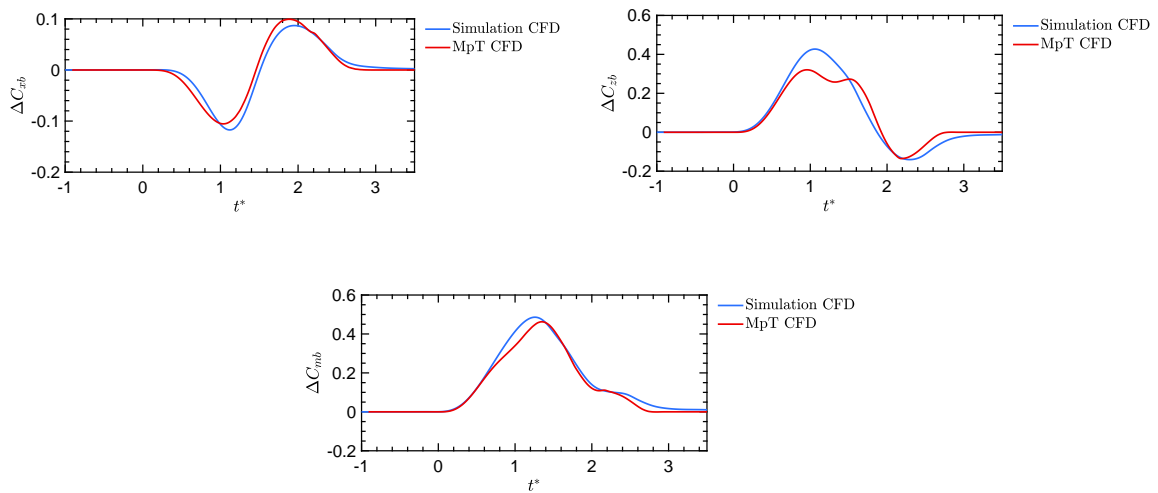 0.1
0
-0.1
-0.2
-1
0
1
2
3
ΔC_xb
t*
Simulation CFD
MpT CFD
0.6
0.4
0.2
0
-0.2
-1
0
1
2
3
ΔC_zb
t*
Simulation CFD
MpT CFD
0.6
0.4
0.2
0
-0.2
-1
0
1
2
3
ΔC_mb
t*
Simulation CFD
MpT CFD